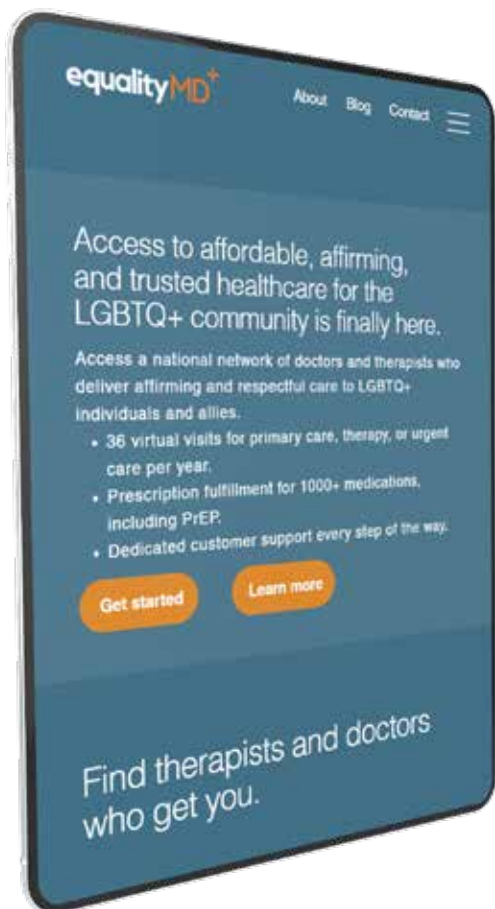 equalityMD+
About Blog Contact
Access to affordable, affirming,
and trusted healthcare for the
LGBTQ+ community is finally here.
Access a national network of doctors and therapists who
deliver affirming and respectful care to LGBTQ+
individuals and allies.
• 36 virtual visits for primary care, therapy, or urgent
care per year.
• Prescription fulfillment for 1000+ medications,
including PrEP.
• Dedicated customer support every step of the way.
Get started Learn more
Find therapists and doctors
who get you.